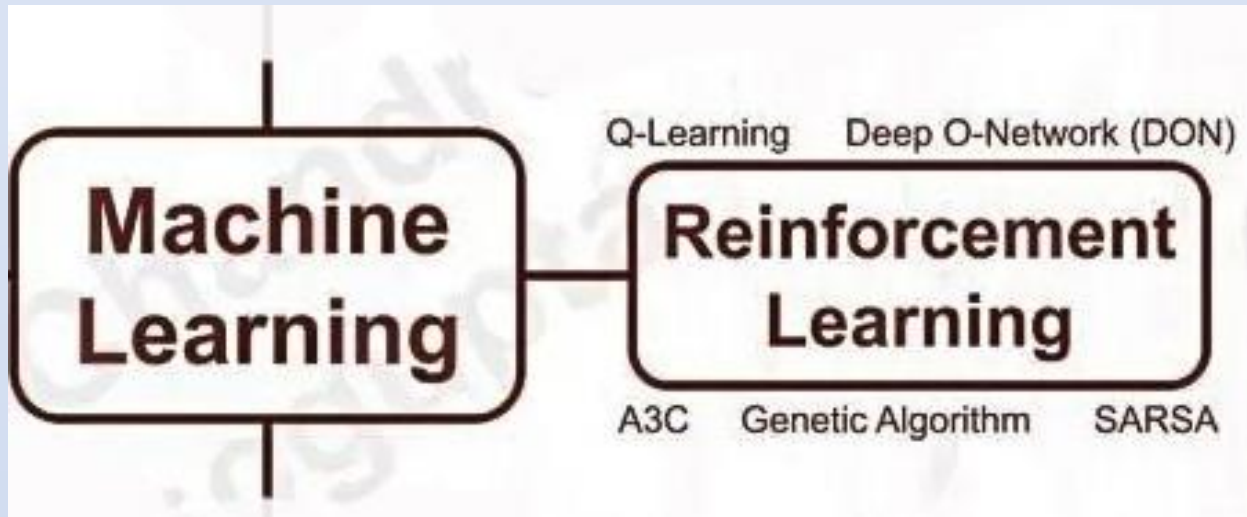 Machine
Learning
Q-Learning Deep O-Network (DON)
Reinforcement
Learning
A3C Genetic Algorithm SARSA